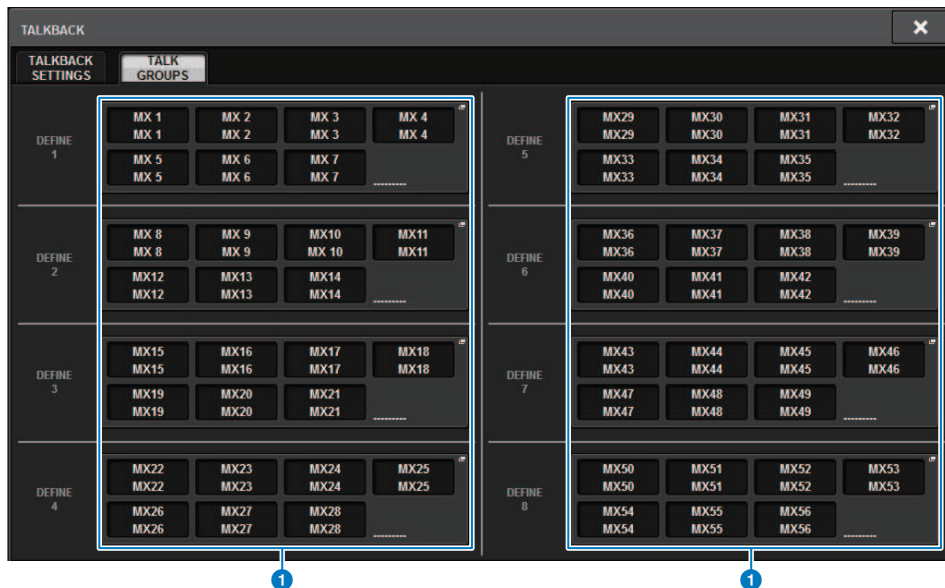 TALKBACK
TALKBACK SETTINGS
TALK GROUPS
DEFINE 1
MX 1 MX 2 MX 3 MX 4
MX 1 MX 2 MX 3 MX 4
MX 5 MX 6 MX 7
MX 5 MX 6 MX 7 ---------
DEFINE 2
MX 8 MX 9 MX10 MX11
MX 8 MX 9 MX 10 MX11
MX12 MX13 MX14
MX12 MX13 MX14 ---------
DEFINE 3
MX15 MX16 MX17 MX18
MX15 MX16 MX17 MX18
MX19 MX20 MX21
MX19 MX20 MX21 ---------
DEFINE 4
MX22 MX23 MX24 MX25
MX22 MX23 MX24 MX25
MX26 MX27 MX28
MX26 MX27 MX28 ---------
DEFINE 5
MX29 MX30 MX31 MX32
MX29 MX30 MX31 MX32
MX33 MX34 MX35
MX33 MX34 MX35 ---------
DEFINE 6
MX36 MX37 MX38 MX39
MX36 MX37 MX38 MX39
MX40 MX41 MX42
MX40 MX41 MX42 ---------
DEFINE 7
MX43 MX44 MX45 MX46
MX43 MX44 MX45 MX46
MX47 MX48 MX49
MX47 MX48 MX49 ---------
DEFINE 8
MX50 MX51 MX52 MX53
MX50 MX51 MX52 MX53
MX54 MX55 MX56
MX54 MX55 MX56 ---------
1 1